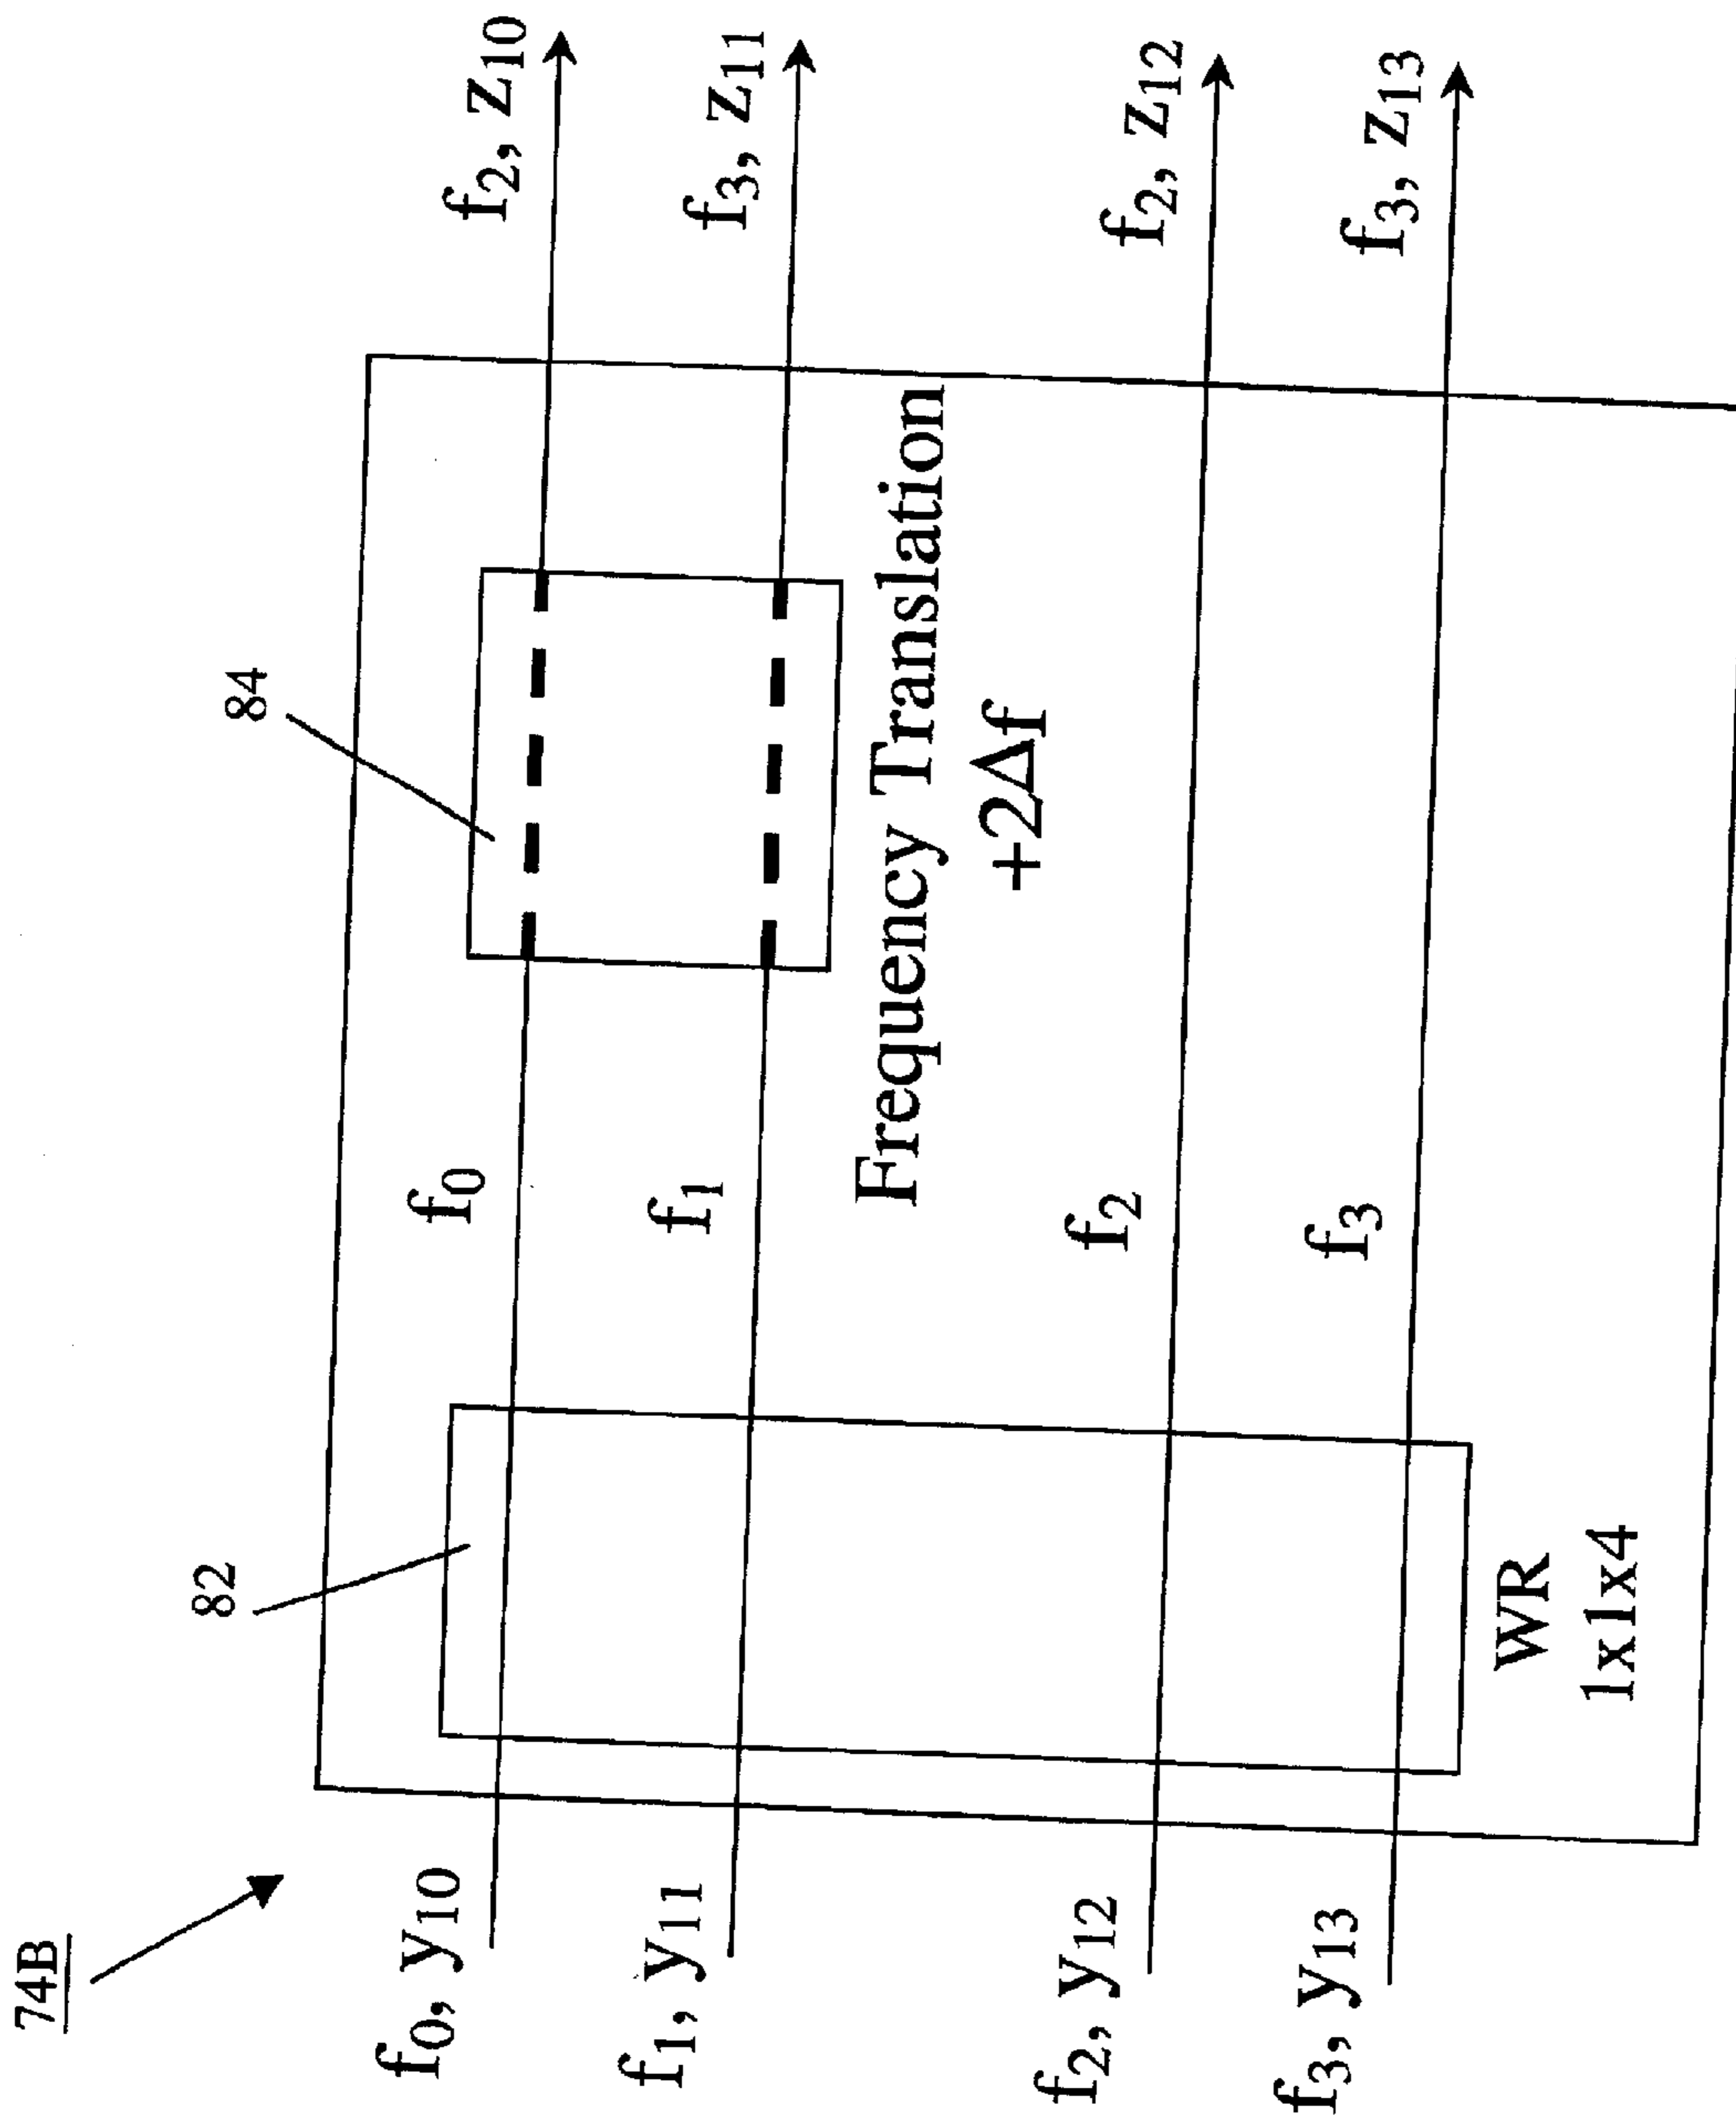 74B
82
84
f0, y10
f0
f2, z10
f1, y11
f1
f3, z11
Frequency Translation
+2Δf
f2, y12
f2
f2, z12
f3, y13
f3
f3, z13
WR
1x1x4